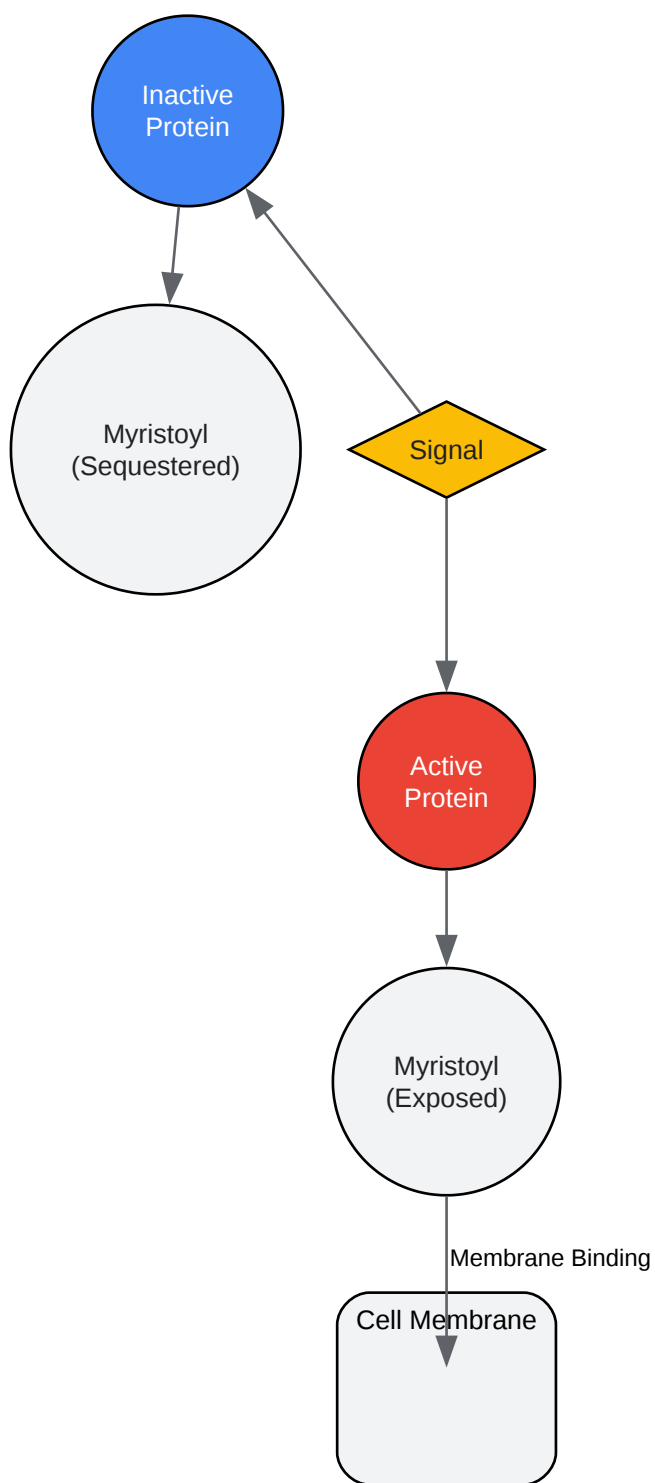 Inactive
Protein
Myristoyl
(Sequestered)
Signal
Active
Protein
Myristoyl
(Exposed)
Membrane Binding
Cell Membrane